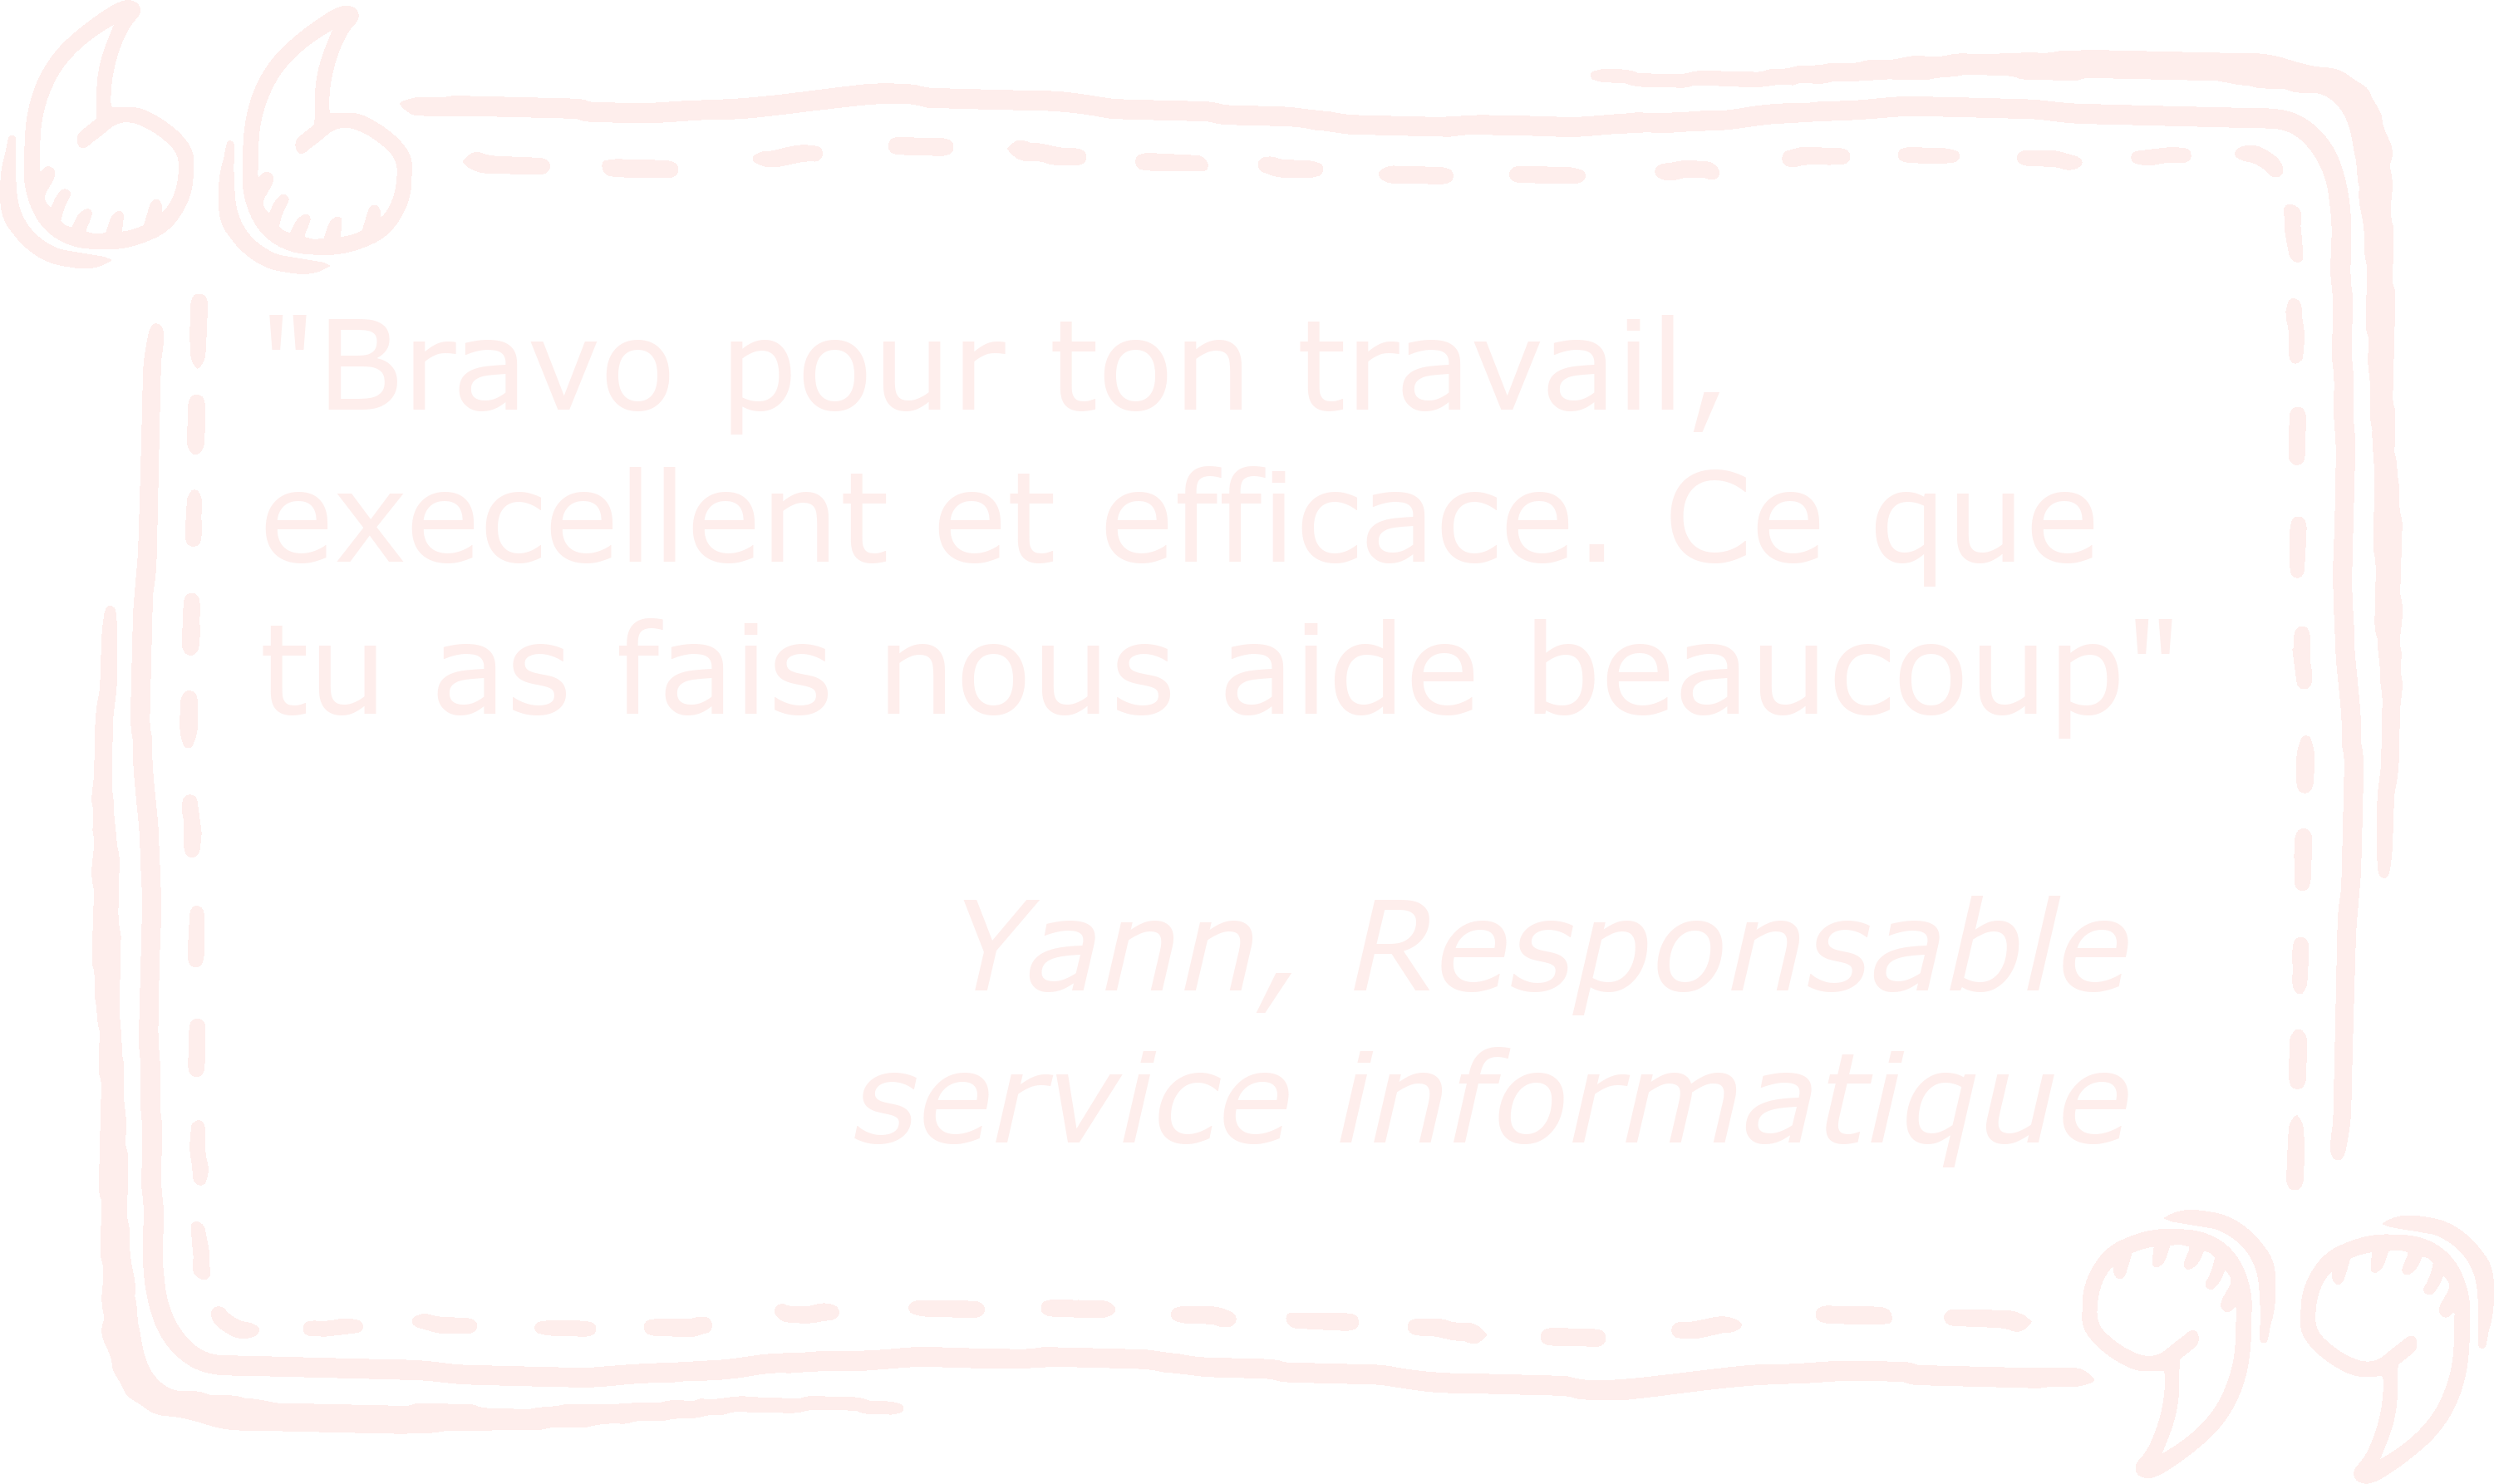 "Bravo pour ton travail,
execellent et efficace. Ce que
tu as fais nous aide beaucoup"
Yann, Responsable
service informatique